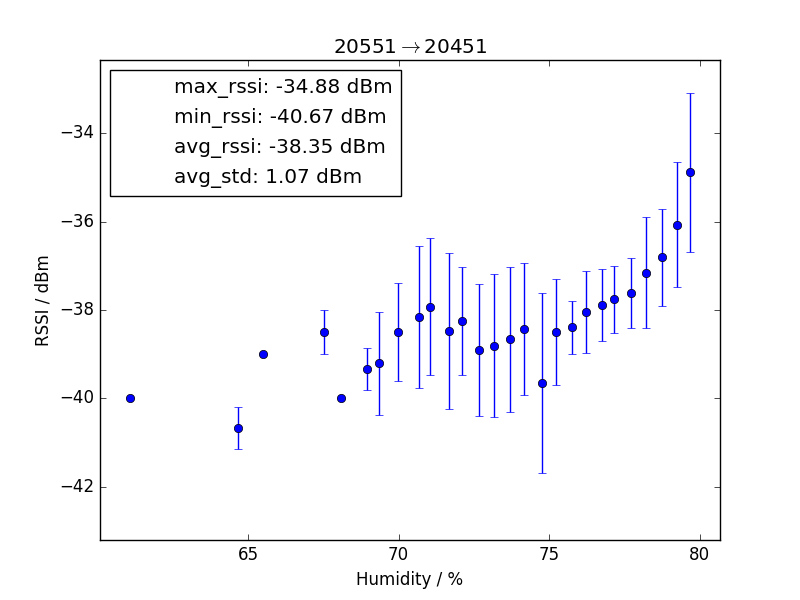 20551→20451
max_rssi: -34.88 dBm
min_rssi: -40.67 dBm
avg_rssi: -38.35 dBm
avg_std: 1.07 dBm
RSSI / dBm
−34
−36
−38
−40
−42
65 70 75 80
Humidity / %